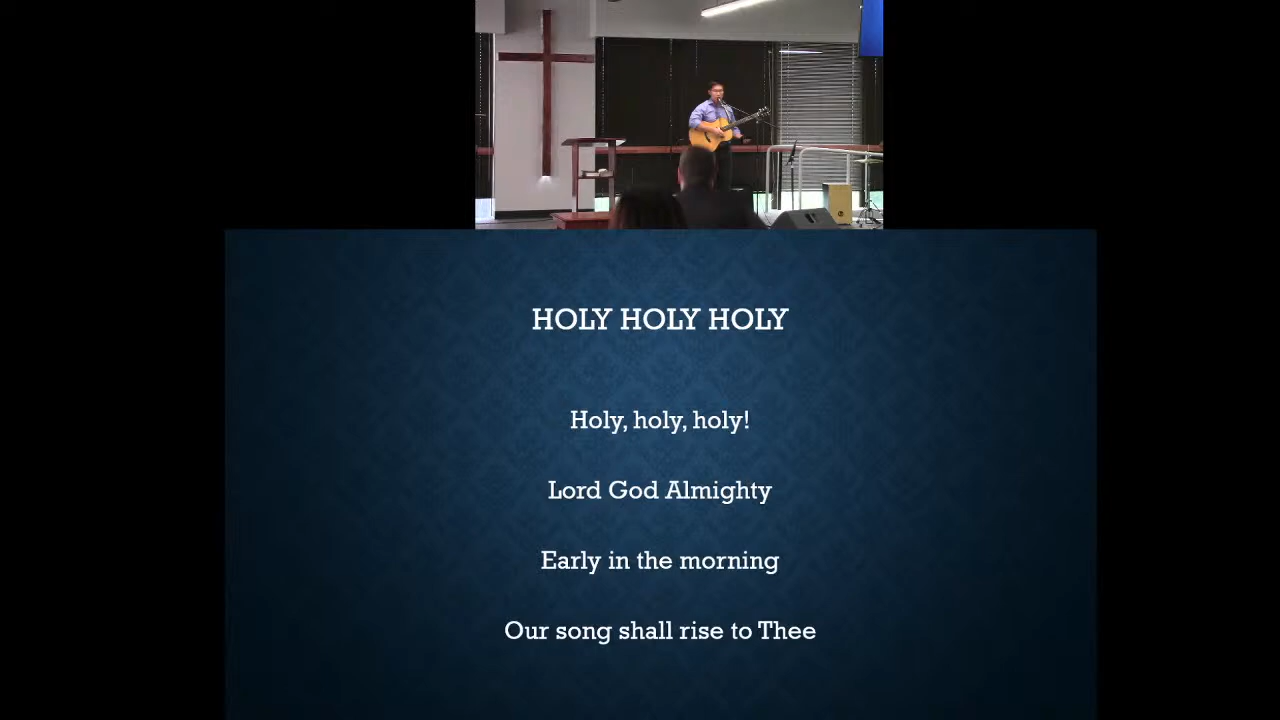 HOLY HOLY HOLY
Holy, holy, holy!
Lord God Almighty
Early in the morning
Our song shall rise to Thee